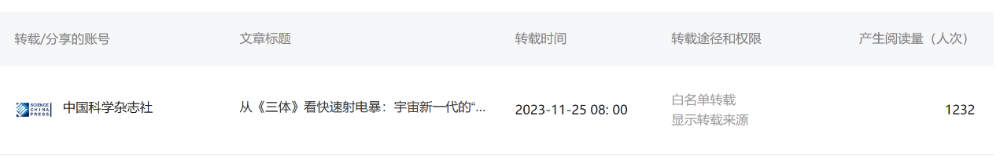 转载/分享的账号 文章标题 转载时间 转载途径和权限 产生阅读量（人次）
SCIENCE
CHINA
PRESS
中国科学杂志社 从《三体》看快速射电暴：宇宙新一代的“... 2023-11-25 08: 00 白名单转载 1232
显示转载来源